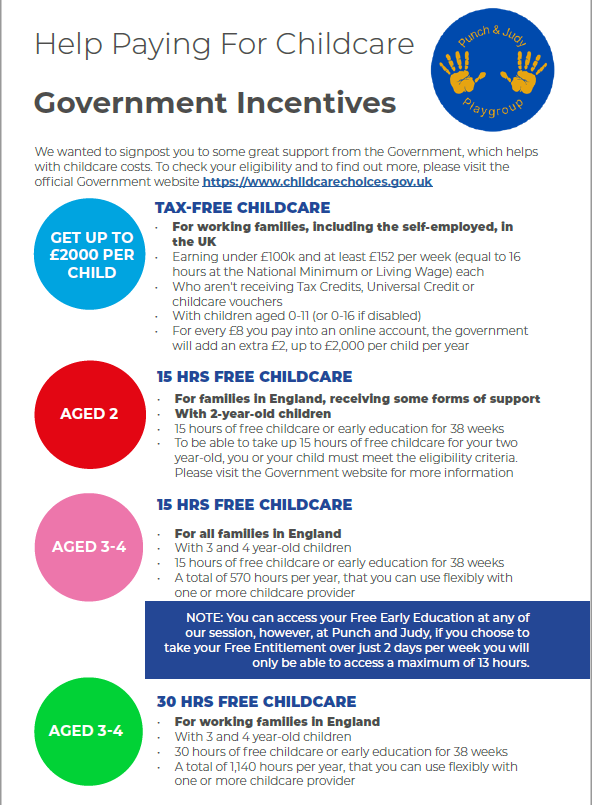 Help Paying For Childcare
Punch & Judy
Playgroup
Government Incentives
We wanted to signpost you to some great support from the Government, which helps
with childcare costs. To check your eligibility and to find out more, please visit the
official Government website https://www.childcarechoices.gov.uk
GET UP TO
£2000 PER
CHILD
TAX-FREE CHILDCARE
· For working families, including the self-employed, in
the UK
· Earning under £100k and at least £152 per week (equal to 16
hours at the National Minimum or Living Wage) each
· Who aren't receiving Tax Credits, Universal Credit or
childcare vouchers
· With children aged 0-11 (or 0-16 if disabled)
· For every £8 you pay into an online account, the government
will add an extra £2, up to £2,000 per child per year
AGED 2
15 HRS FREE CHILDCARE
· For families in England, receiving some forms of support
· With 2-year-old children
· 15 hours of free childcare or early education for 38 weeks
· To be able to take up 15 hours of free childcare for your two
year-old, you or your child must meet the eligibility criteria.
Please visit the Government website for more information
AGED 3-4
15 HRS FREE CHILDCARE
· For all families in England
· With 3 and 4 year-old children
· 15 hours of free childcare or early education for 38 weeks
· A total of 570 hours per year, that you can use flexibly with
one or more childcare provider
NOTE: You can access your Free Early Education at any of
our session, however, at Punch and Judy, if you choose to
take your Free Entitlement over just 2 days per week you will
only be able to access a maximum of 13 hours.
AGED 3-4
30 HRS FREE CHILDCARE
· For working families in England
· With 3 and 4 year-old children
· 30 hours of free childcare or early education for 38 weeks
· A total of 1,140 hours per year, that you can use flexibly with
one or more childcare provider